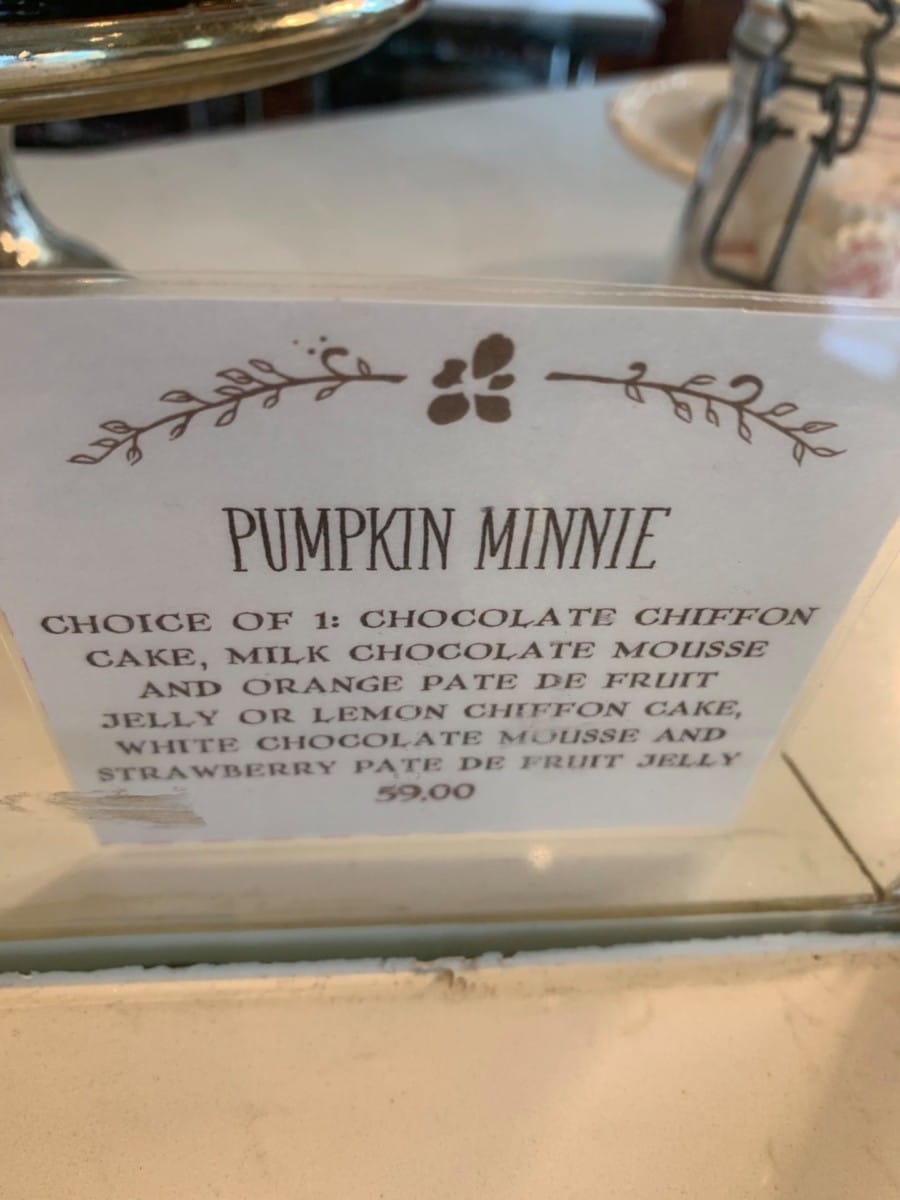 PUMPKIN MINNIE
CHOICE OF 1: CHOCOLATE CHIFFON
CAKE, MILK CHOCOLATE MOUSSE
AND ORANGE PATE DE FRUIT
JELLY OR LEMON CHIFFON CAKE,
WHITE CHOCOLATE MOUSSE AND
STRAWBERRY PATE DE FRUIT JELLY
59.00